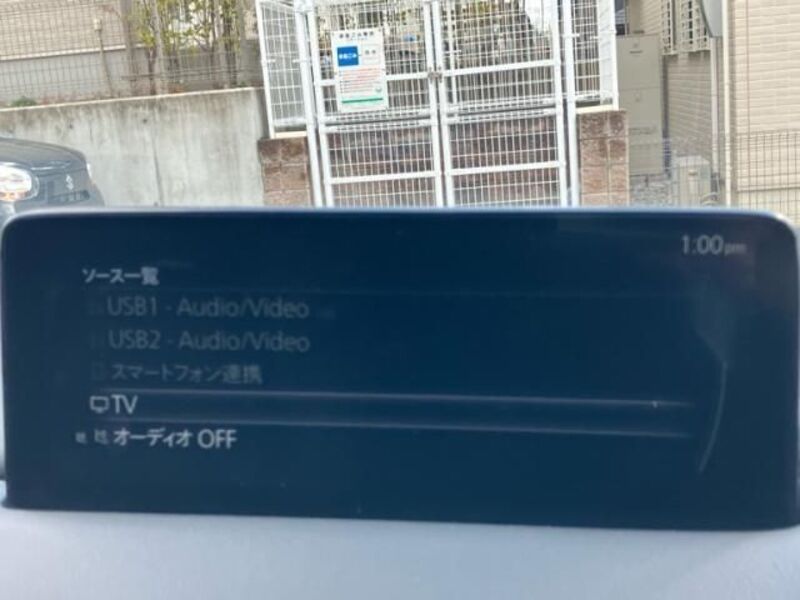 1:00pm
ソース一覧
USB1 - Audio/Video
USB2 - Audio/Video
スマートフォン連携
TV
オーディオ OFF